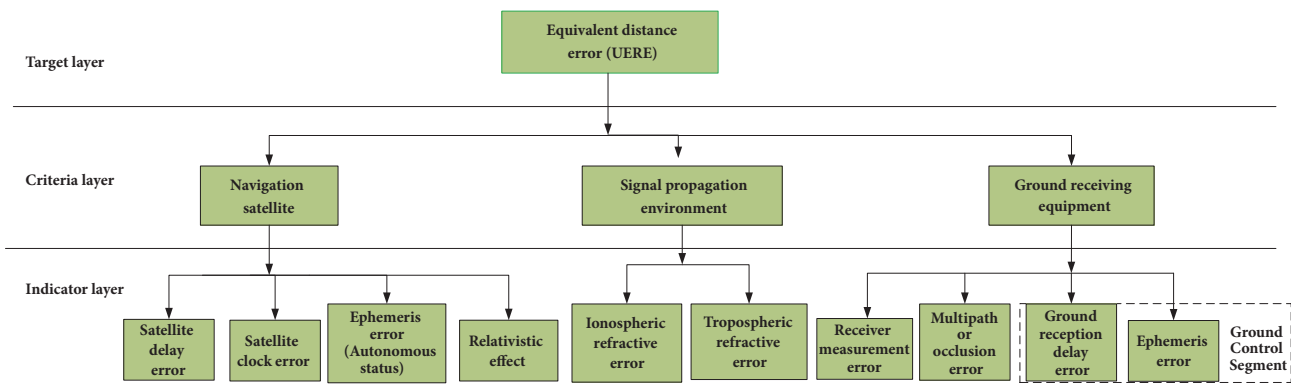 Equivalent distance
error (UERE)
Target layer
Criteria layer
Navigation
satellite
Signal propagation
environment
Ground receiving
equipment
Indicator layer
Satellite
delay
error
Satellite
clock error
Ephemeris
error
(Autonomous
status)
Relativistic
effect
Ionospheric
refractive
error
Tropospheric
refractive
error
Receiver
measurement
error
Multipath or
occlusion
error
Ground
reception
delay
error
Ephemeris
error
Ground
Control
Segment